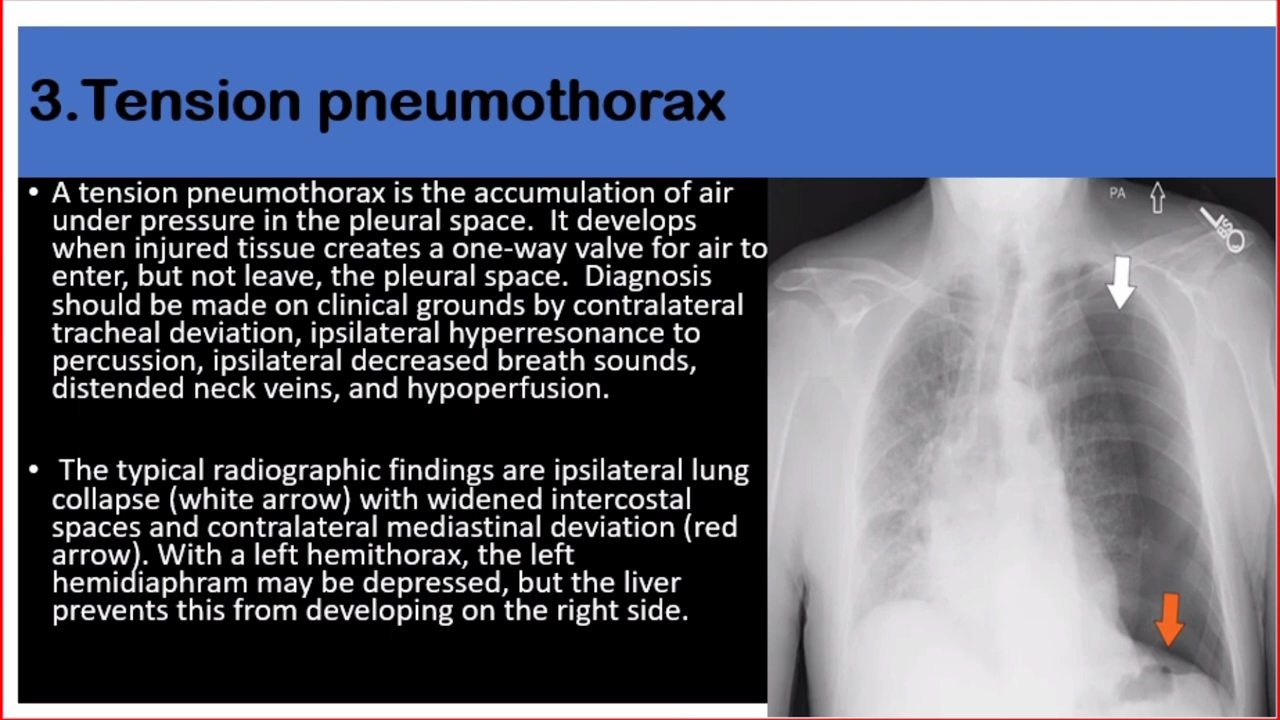 3.Tension pneumothorax
• A tension pneumothorax is the accumulation of air
under pressure in the pleural space.  It develops
when injured tissue creates a one-way valve for air to
enter, but not leave, the pleural space.  Diagnosis
should be made on clinical grounds by contralateral
tracheal deviation, ipsilateral hyperresonance to
percussion, ipsilateral decreased breath sounds,
distended neck veins, and hypoperfusion.
•  The typical radiographic findings are ipsilateral lung
collapse (white arrow) with widened intercostal
spaces and contralateral mediastinal deviation (red
arrow). With a left hemithorax, the left
hemidiaphram may be depressed, but the liver
prevents this from developing on the right side.
PA